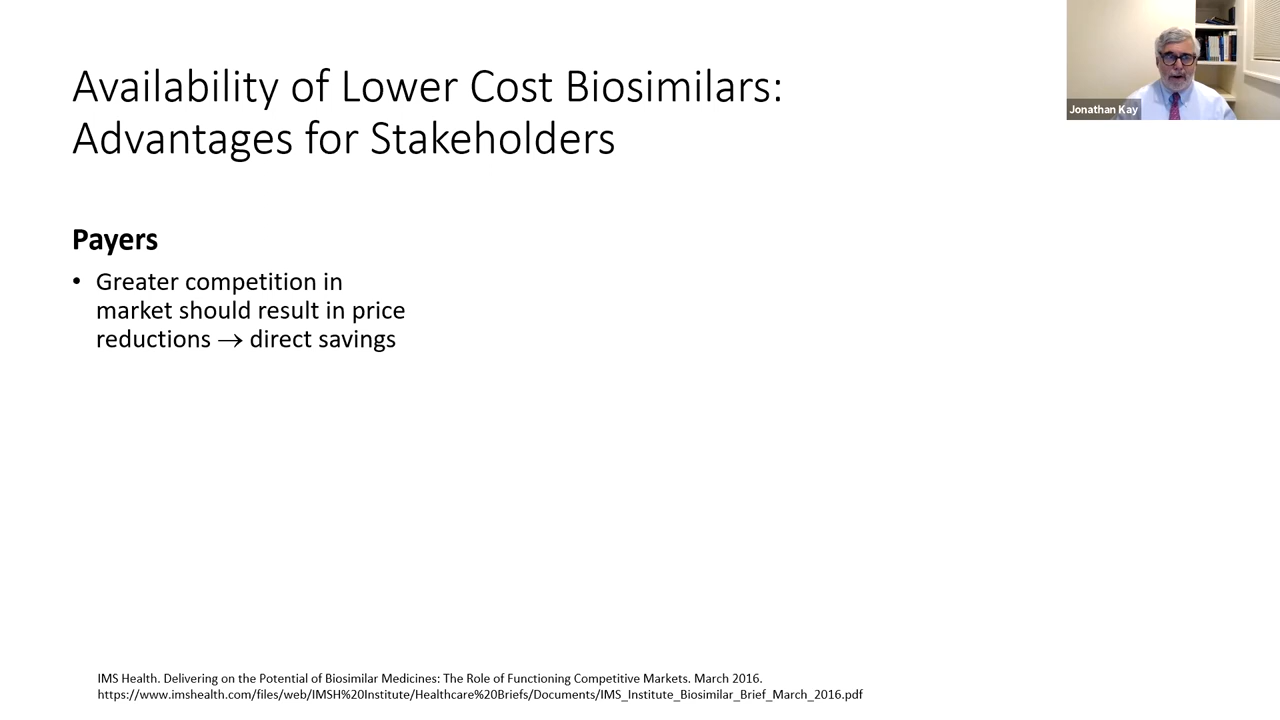 Availability of Lower Cost Biosimilars:
Advantages for Stakeholders
Jonathan Kay
Payers
• Greater competition in
market should result in price
reductions → direct savings
IMS Health. Delivering on the Potential of Biosimilar Medicines: The Role of Functioning Competitive Markets. March 2016.
https://www.imshealth.com/files/web/IMSH%20Institute/Healthcare%20Briefs/Documents/IMS_Institute_Biosimilar_Brief_March_2016.pdf